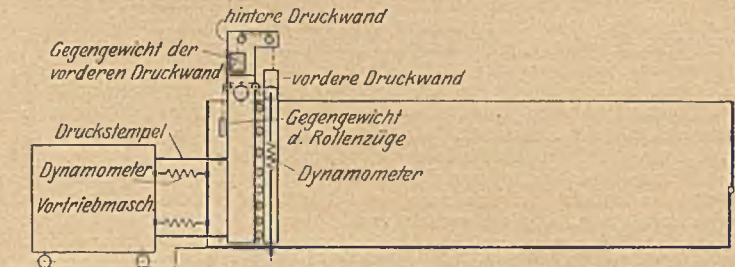 hintere Druckwand
Gegengewicht der
vorderen Druckwand
vordere Druckwand
Gegengewicht
d. Rollenzüge
Druckstempel
Dynamometer
Dynamometer
Vortriebmasch.